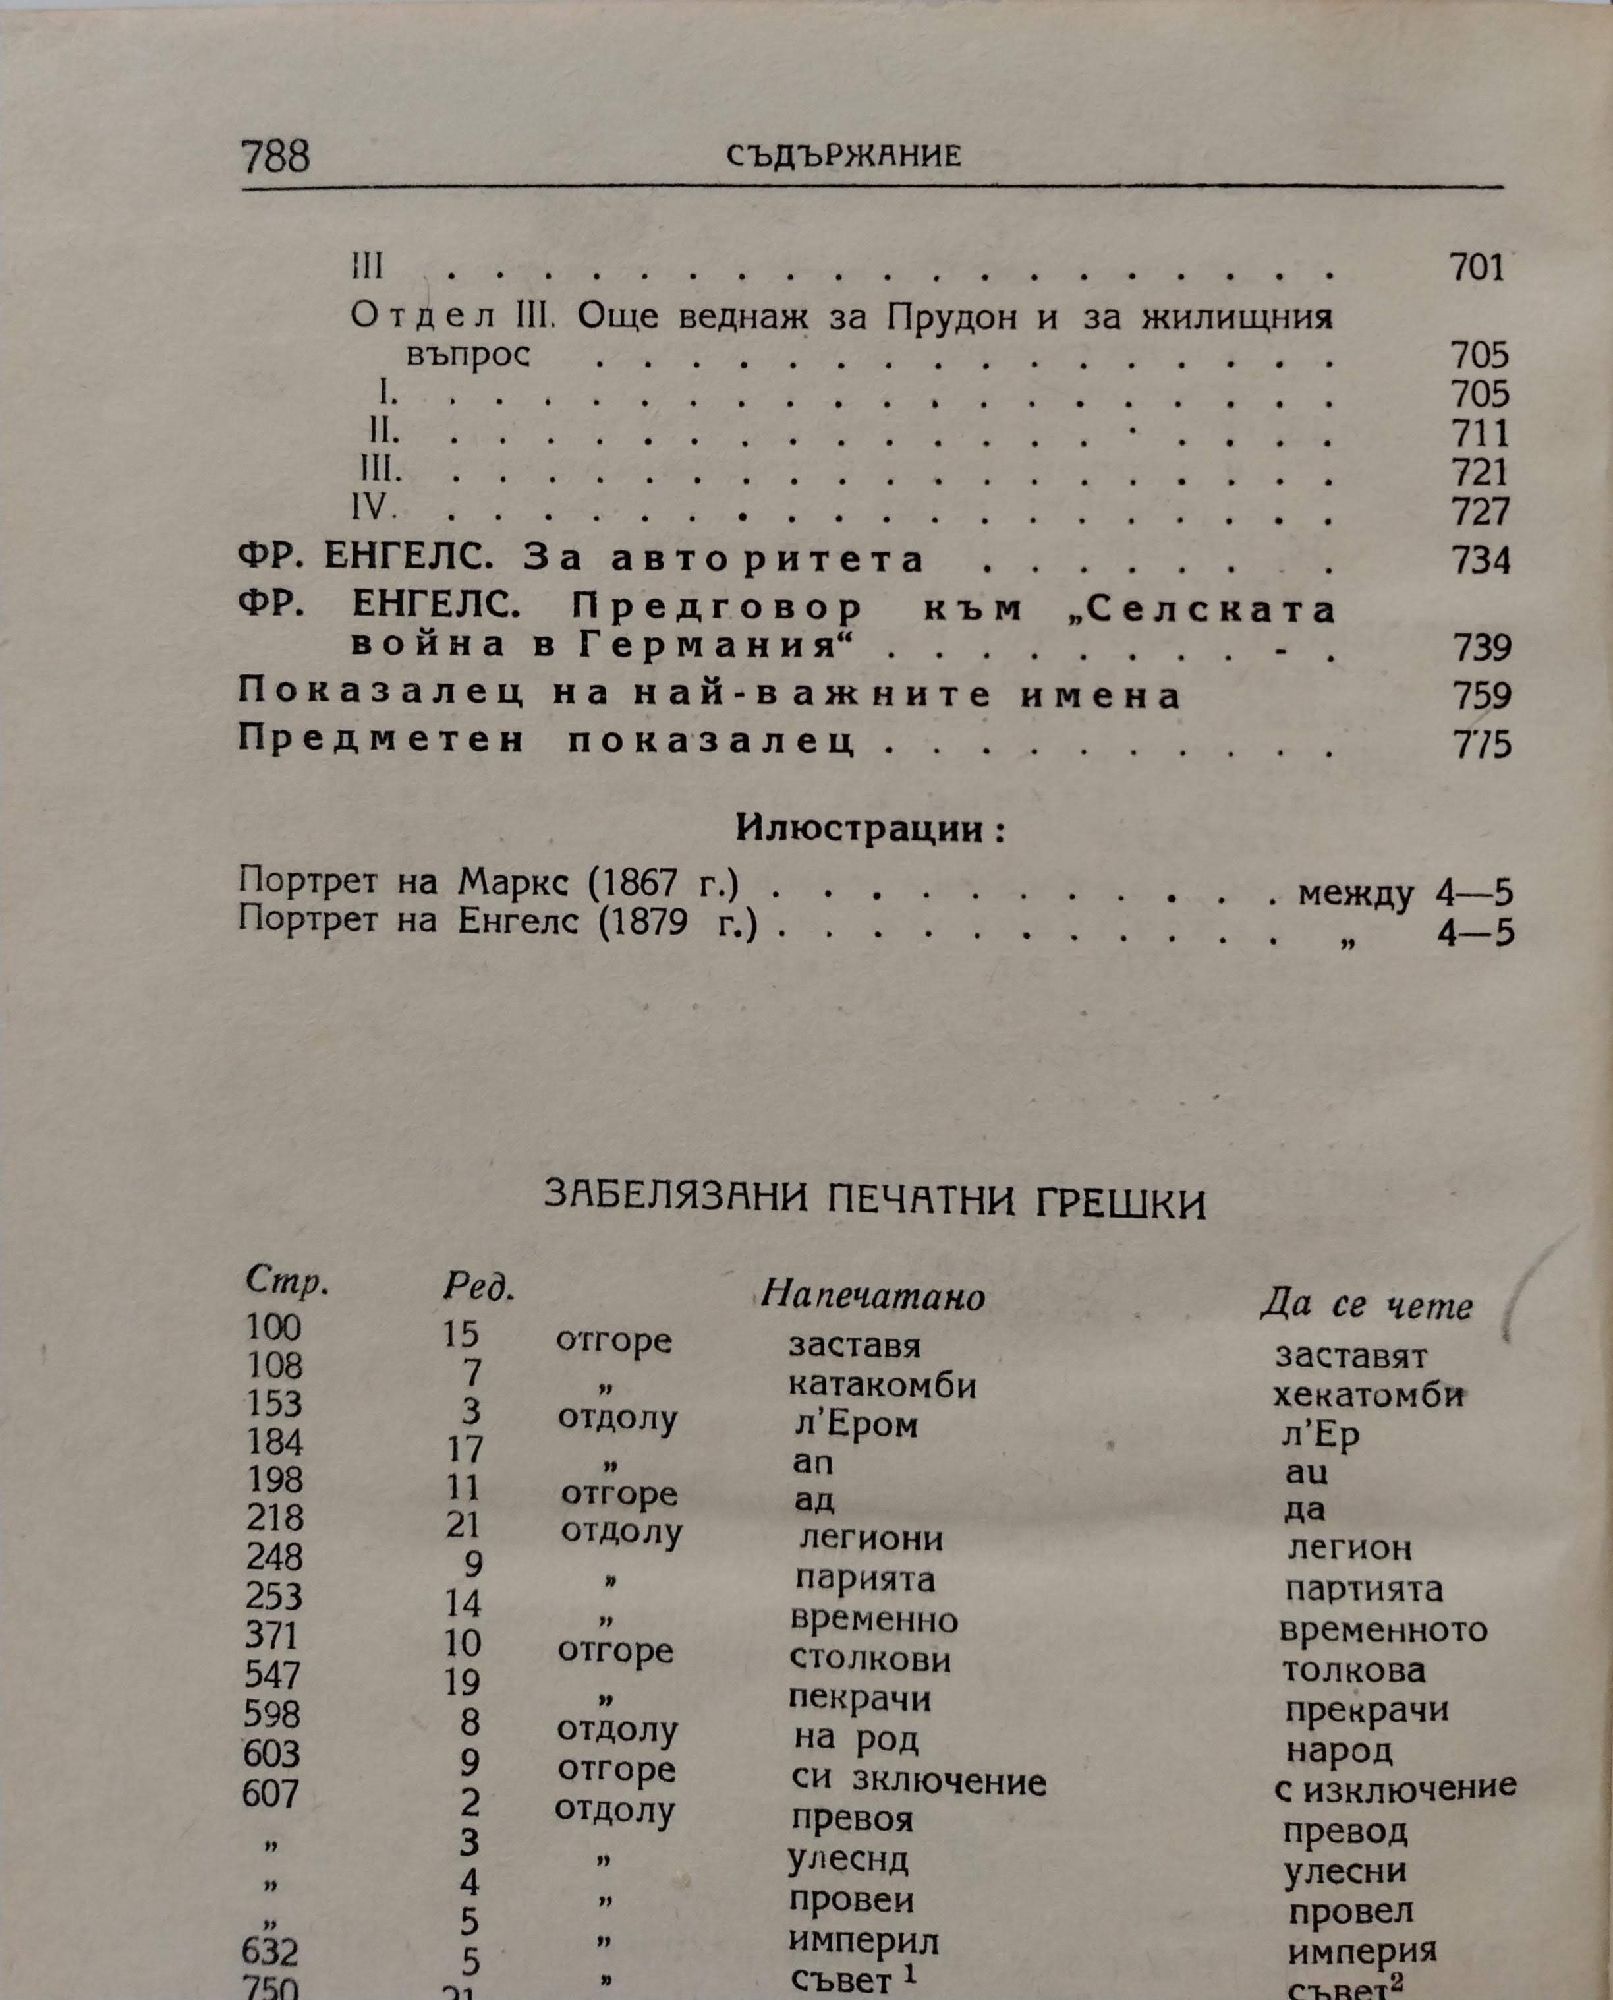 788 СЪДЪРЖАНИЕ
III . . . . . . . . . . . . . . . . . . . 701
Отдел III. Още веднаж за Прудон и за жилищния
въпрос . . . . . . . . . . . . . . . . 705
I. . . . . . . . . . . . . . . . . . . . 705
II. . . . . . . . . . . . . . . . . . . . 711
III. . . . . . . . . . . . . . . . . . . . 721
IV. . . . . . . . . . . . . . . . . . . . 727
ФР. ЕНГЕЛС. За авторитета . . . . . . . . 734
ФР. ЕНГЕЛС. Предговор към „Селската
война в Германия“ . . . . . . . . - . 739
Показалец на най-важните имена 759
Предметен показалец . . . . . . . . . . 775
Илюстрации :
Портрет на Маркс (1867 г.) . . . . . . . . . . . между 4—5
Портрет на Енгелс (1879 г.) . . . . . . . . . . . „ 4—5
ЗАБЕЛЯЗАНИ ПЕЧАТНИ ГРЕШКИ
Стр. Ред. Напечатано Да се чете
100 15 отгоре заставя заставят
108 7 „ катакомби хекатомби
153 3 отдолу л’Ером л’Ер
184 17 „ ап аи
198 11 отгоре ад да
218 21 отдолу легиони легион
248 9 „ парията партията
253 14 „ временно временното
371 10 отгоре столкови толкова
547 19 „ пекрачи прекрачи
598 8 отдолу на род народ
603 9 отгоре си зключение с изключение
607 2 отдолу превоя превод
„ 3 „ улеснд улесни
„ 4 „ провеи провел
„ 5 „ империл империя
632 5 „ съвет ¹ съвет²
750 21